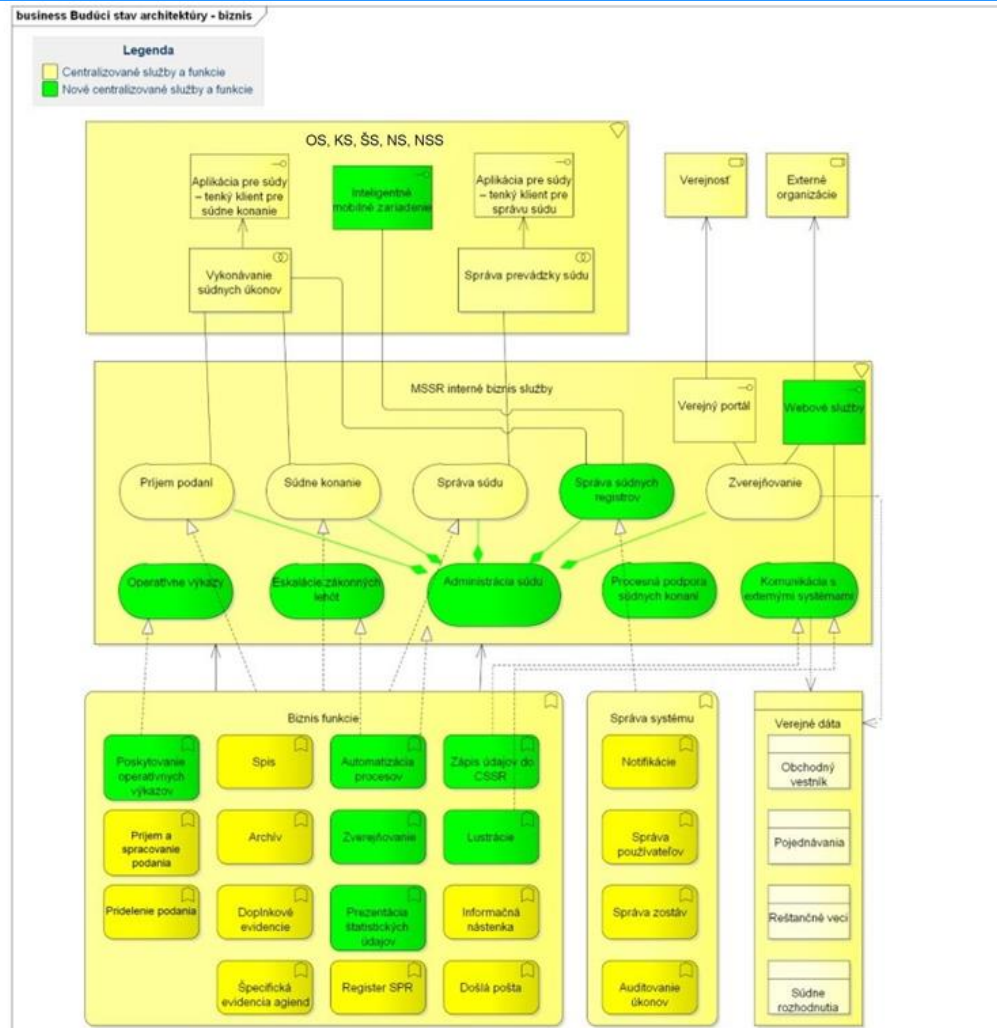 business Budúci stav architektúry - biznis
Legenda
Centralizované služby a funkcie
Nové centralizované služby a funkcie
OS, KS, ŠS, NS, NSS
Aplikácia pre súdy
– tenký klient pre
súdne konanie
Inteligentné
mobilné zariadenie
Aplikácia pre súdy
– tenký klient pre
správu súdu
Verejnosť
Externé
organizácie
Vykonávanie
súdnych úkonov
Správa prevádzky súdu
MSSR interné biznis služby
Verejný portál
Webové služby
Príjem podaní
Súdne konanie
Správa súdu
Správa súdnych
registrov
Zverejňovanie
Operatívne výkazy
Eskalácie zákonných
lehôt
Administrácia súdu
Procesná podpora
súdnych konaní
Komunikácia s
externými systémami
Biznis funkcie
Poskytovanie
operatívnych
výkazov
Spis
Automatizácia
procesov
Zápis údajov do
CSSR
Príjem a
spracovanie
podania
Archív
Zverejňovanie
Lustrácie
Pridelenie podania
Doplnkové
evidencie
Prezentácia
štatistických
údajov
Informačná
nástenka
Špecifická
evidencia agiend
Register SPR
Došlá pošta
Správa systému
Notifikácie
Správa
používateľov
Správa zostáv
Auditovanie
úkonov
Verejné dáta
Obchodný
vestník
Pojednávania
Reštančné veci
Súdne
rozhodnutia